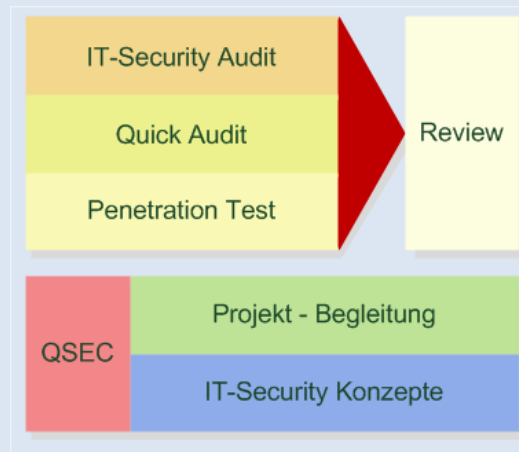 IT-Security Audit
Quick Audit
Penetration Test
Review
QSEC
Projekt - Begleitung
IT-Security Konzepte